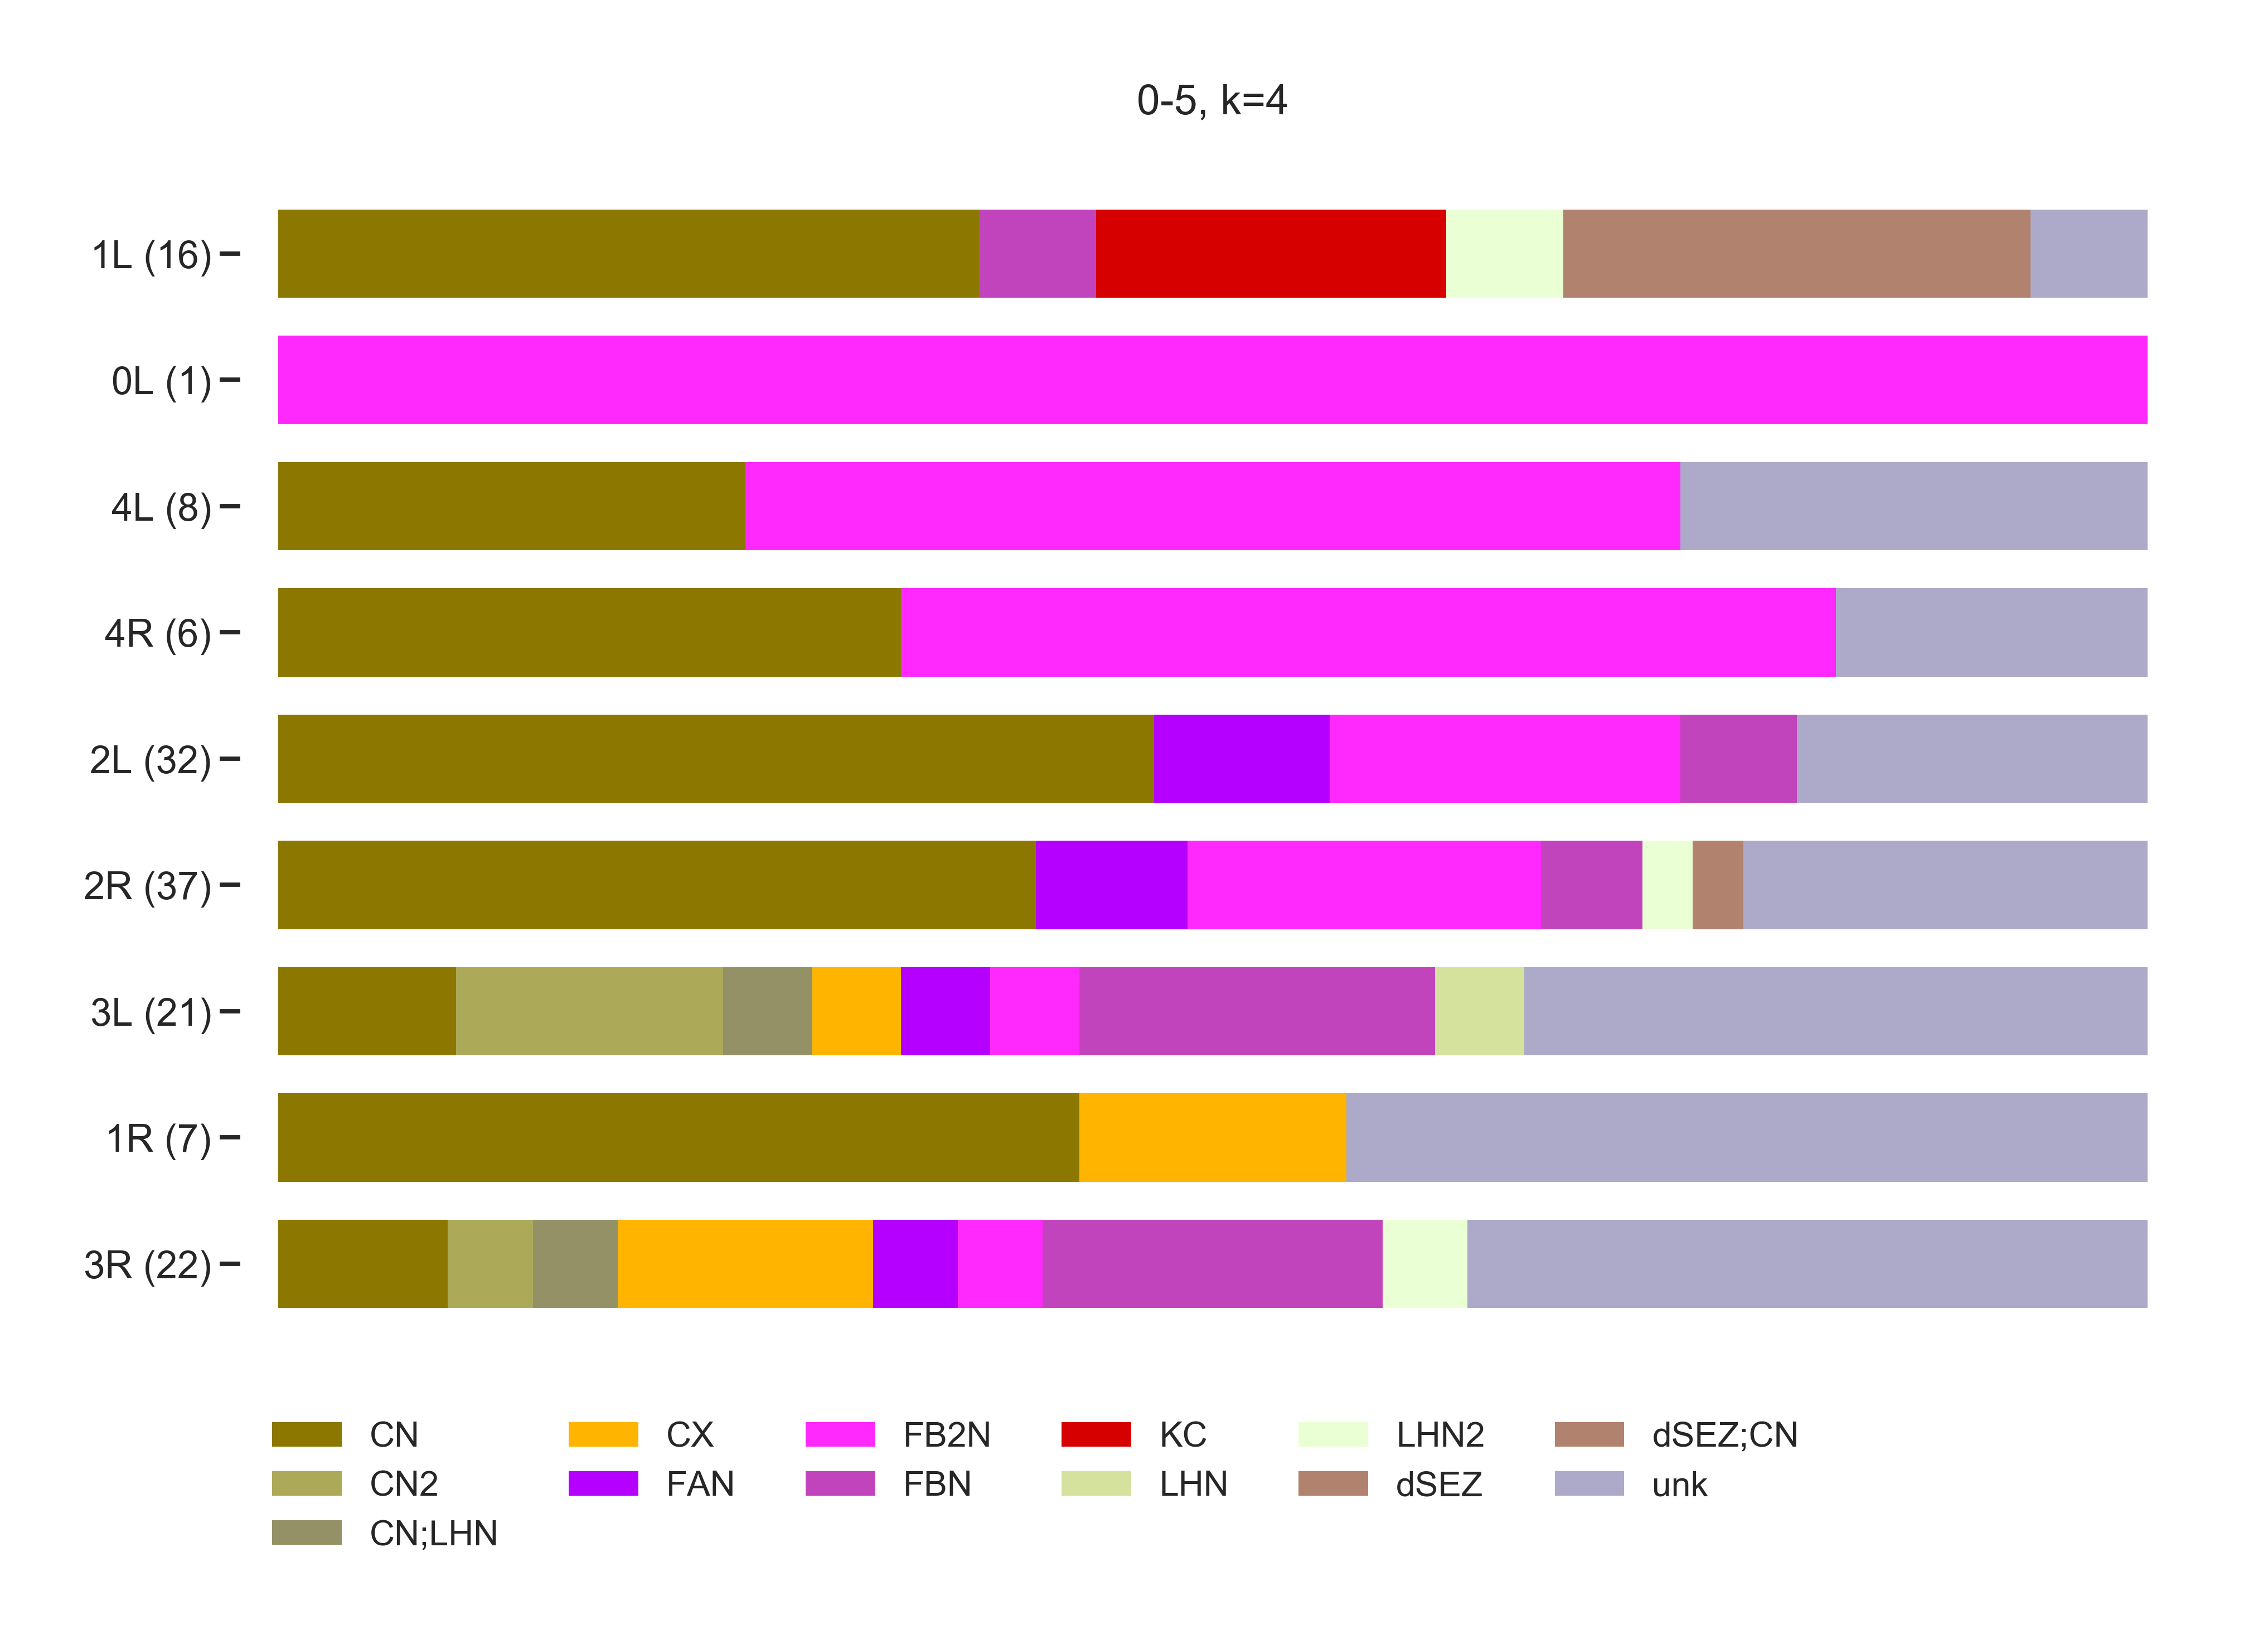 0-5, k=4
1L (16)
0L (1)
4L (8)
4R (6)
2L (32)
2R (37)
3L (21)
1R (7)
3R (22)
CN CX FB2N KC LHN2 dSEZ;CN
CN2 FAN FBN LHN dSEZ unk
CN;LHN